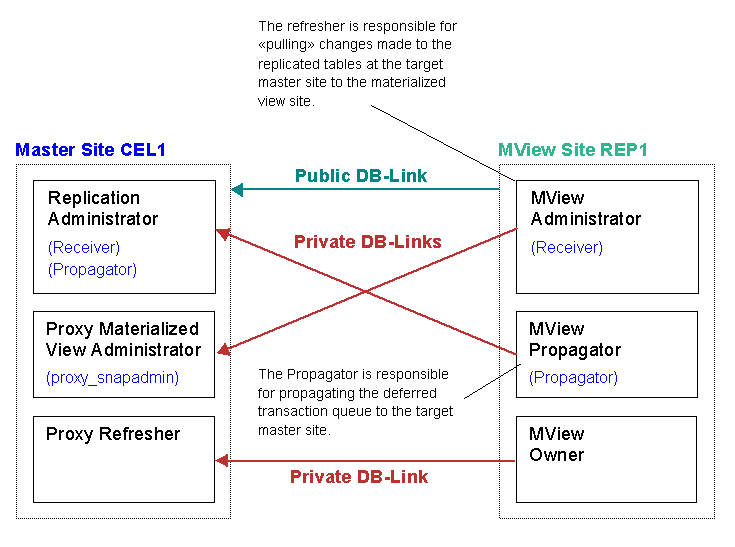 The refresher is responsible for
«pulling» changes made to the
replicated tables at the target
master site to the materialized
view site.
Master Site CEL1
MView Site REP1
Public DB-Link
Replication
Administrator
(Receiver)
(Propagator)
Private DB-Links
MView
Administrator
(Receiver)
Proxy Materialized
View Administrator
(proxy_snapadmin)
MView
Propagator
(Propagator)
The Propagator is responsible
for propagating the deferred
transaction queue to the target
master site.
Proxy Refresher
MView
Owner
Private DB-Link